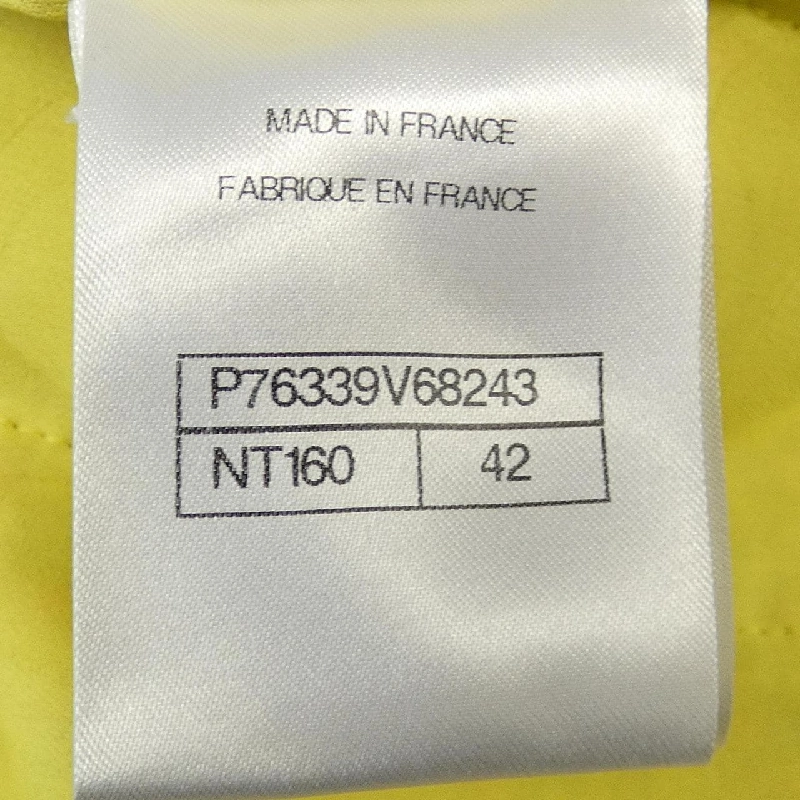 MADE IN FRANCE
FABRIQUE EN FRANCE
P76339V68243
NT160 42